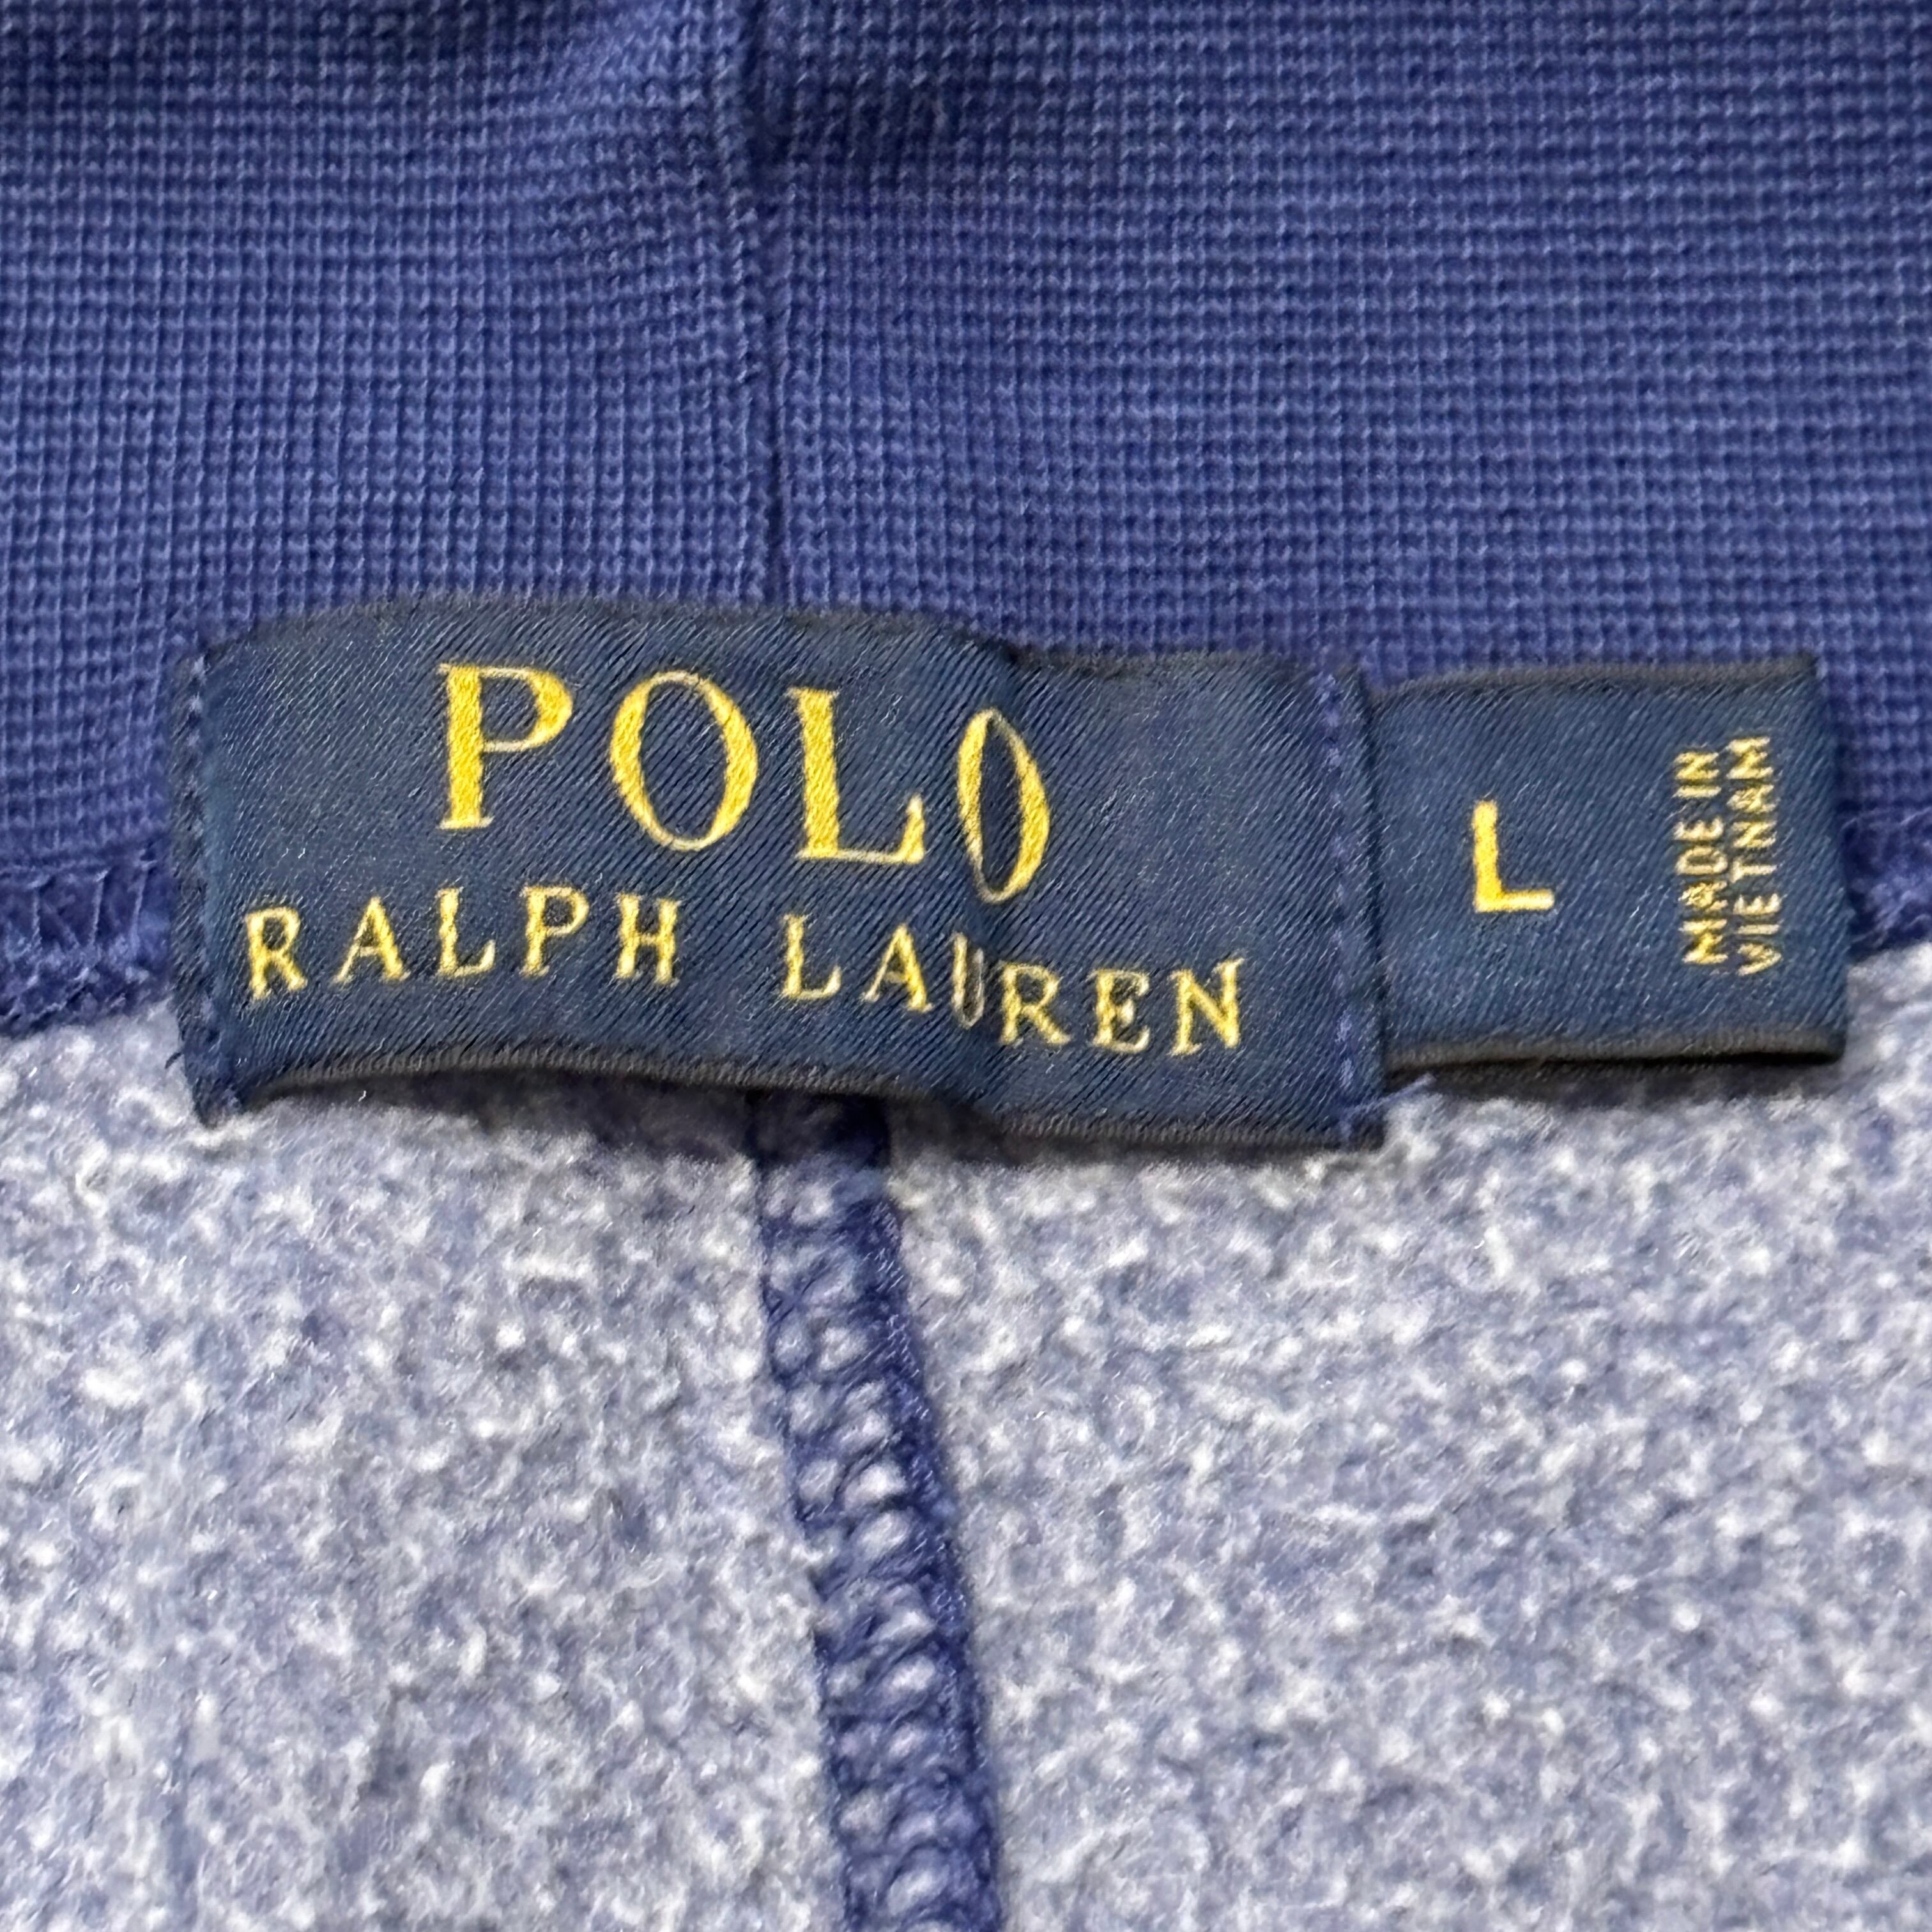 POLO
RALPH LAUREN
L
MADE IN
VIETNAM